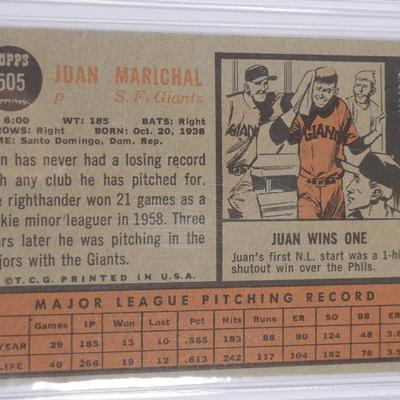 TOPPS
505
JUAN MARICHAL
P S. F. Giants
6:00 WT: 185 BATS: Right
ROWS: Right BORN: Oct. 20, 1938
ME: Santo Domingo, Dom. Rep.
an has never had a losing record
th any club he has pitched for.
e righthander won 21 games as a
kie minor leaguer in 1958. Three
ars later he was pitching in the
jors with the Giants.
©T.C.G. PRINTED IN U.S.A.
GIANTS
JUAN WINS ONE
Juan's first N.L. start was a 1-hi
shutout win over the Phils.
MAJOR LEAGUE PITCHING RECORD
Games IP Won Lost Pct. Hits Runs ER SO BB
YEAR 29 185 13 10 .565 183 88 80 124 48 3.8
LIFE 40 266 19 12 .613 242 117 104 182 76 3.5